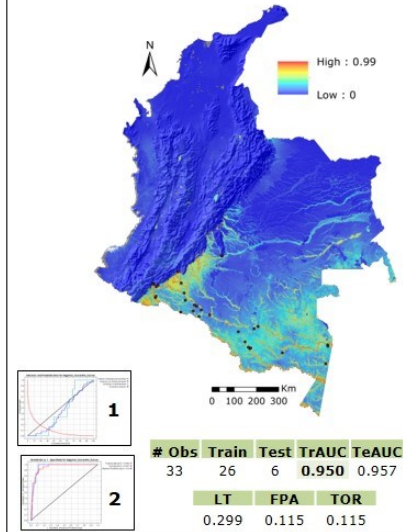 N
High : 0.99
Low : 0
Km
0 100 200 300
1
2
# Obs Train Test TrAUC TeAUC
33 26 6 0.950 0.957
LT FPA TOR
0.299 0.115 0.115